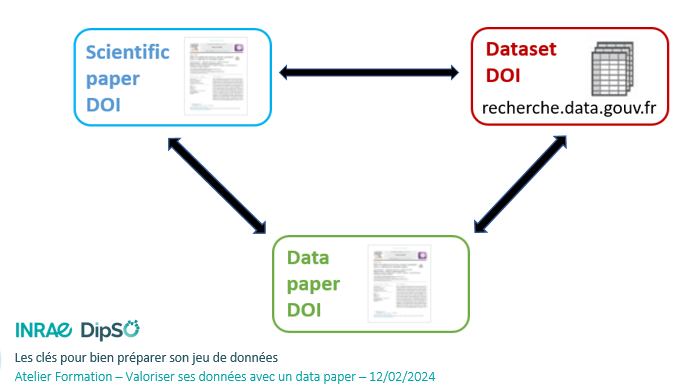 Scientific
paper
DOI
Dataset
DOI
recherche.data.gouv.fr
Data
paper
DOI
INRAE DipSO
Les clés pour bien préparer son jeu de données
Atelier Formation – Valoriser ses données avec un data paper – 12/02/2024